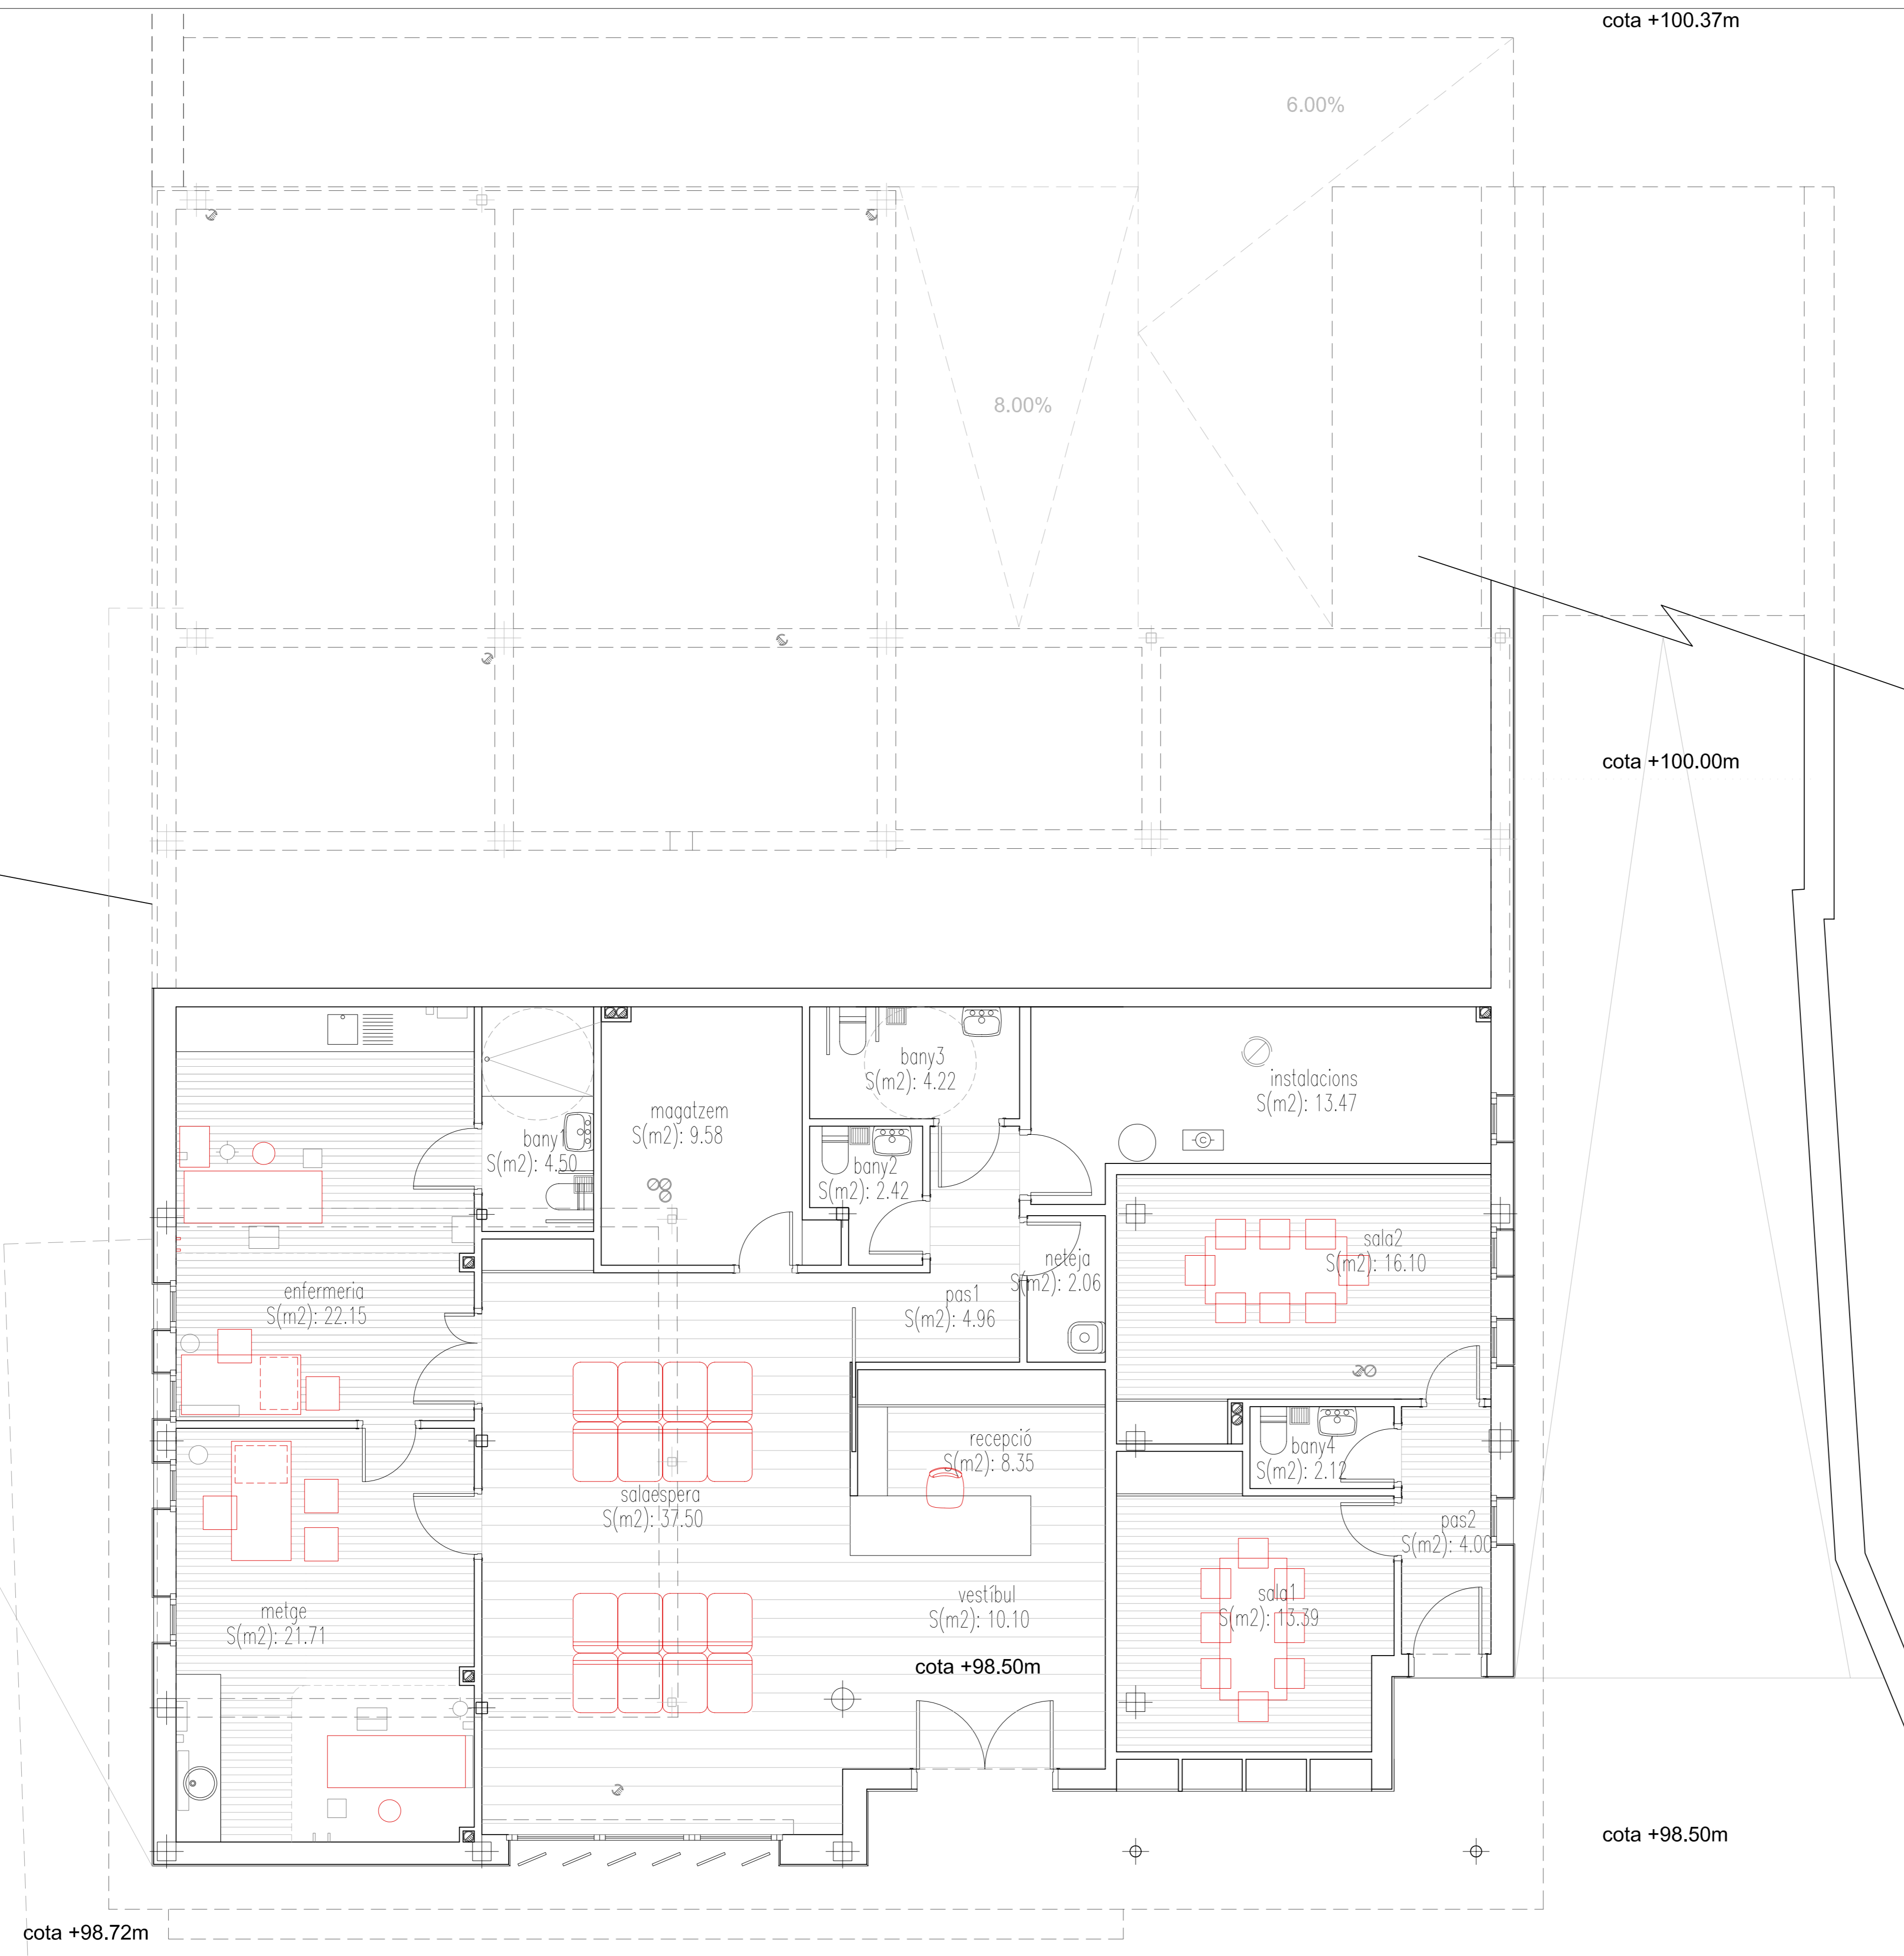 cota +100.37m
6.00%
8.00%
cota +100.00m
bany3
S(m2): 4.22
instalacions
S(m2): 13.47
magatzem
S(m2): 9.58
bany1
S(m2): 4.50
bany2
S(m2): 2.42
sala2
S(m2): 16.10
neteja
S(m2): 2.06
enfermeria
S(m2): 22.15
pas1
S(m2): 4.96
recepció
S(m2): 8.35
bany4
S(m2): 2.12
salaespera
S(m2): 37.50
pas2
S(m2): 4.00
metge
S(m2): 21.71
vestíbul
S(m2): 10.10
sala1
S(m2): 13.39
cota +98.50m
cota +98.50m
cota +98.72m